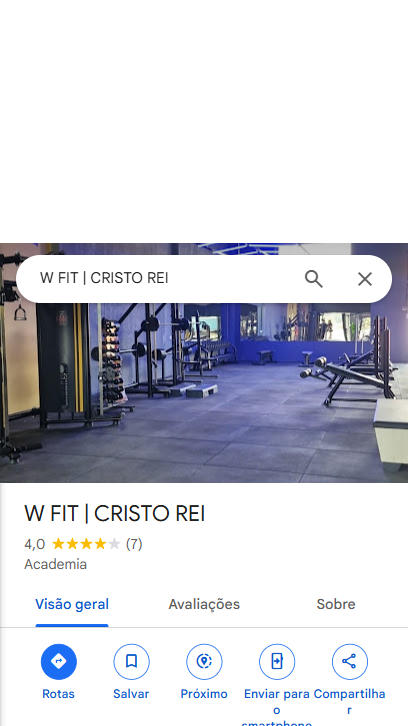 W FIT | CRISTO REI
W FIT | CRISTO REI
4,0 (7)
Academia
Visão geral Avaliações Sobre
Rotas Salvar Próximo Enviar para Compartilha
o r
smartphone